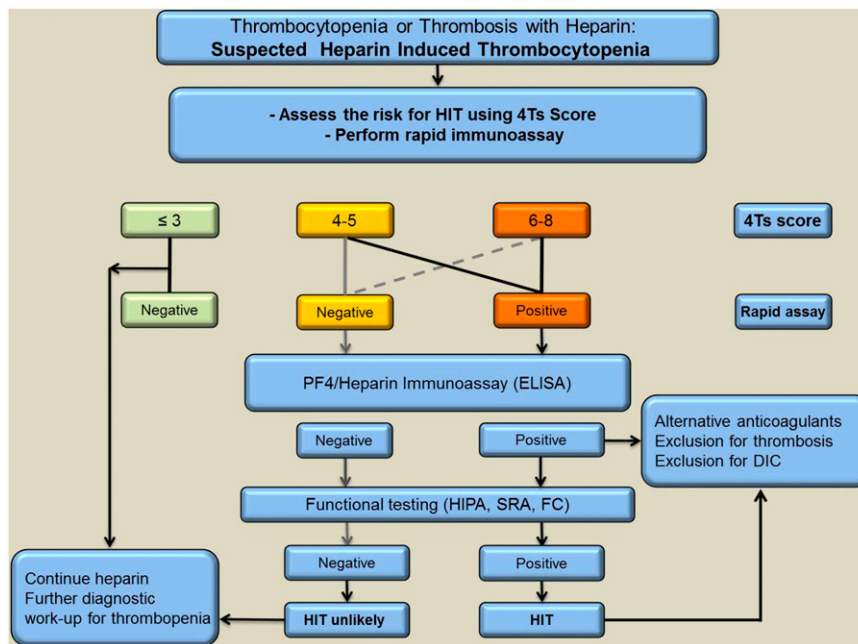 Thrombocytopenia or Thrombosis with Heparin:
Suspected Heparin Induced Thrombocytopenia
- Assess the risk for HIT using 4Ts Score
- Perform rapid immunoassay
≤ 3
4-5
6-8
4Ts score
Negative
Negative
Positive
Rapid assay
PF4/Heparin Immunoassay (ELISA)
Negative
Positive
Alternative anticoagulants
Exclusion for thrombosis
Exclusion for DIC
Functional testing (HIPA, SRA, FC)
Negative
Positive
Continue heparin
Further diagnostic
work-up for thrombopenia
HIT unlikely
HIT